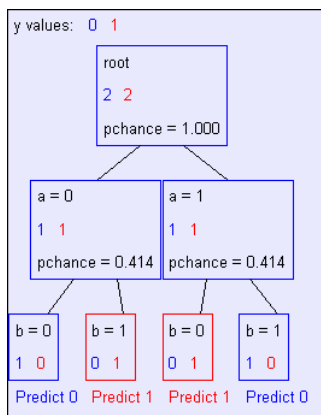 y values: 0 1
root
2 2
pchance = 1.000
a = 0
1 1
pchance = 0.414
a = 1
1 1
pchance = 0.414
b = 0
1 0
b = 1
0 1
b = 0
0 1
b = 1
1 0
Predict 0 Predict 1 Predict 1 Predict 0